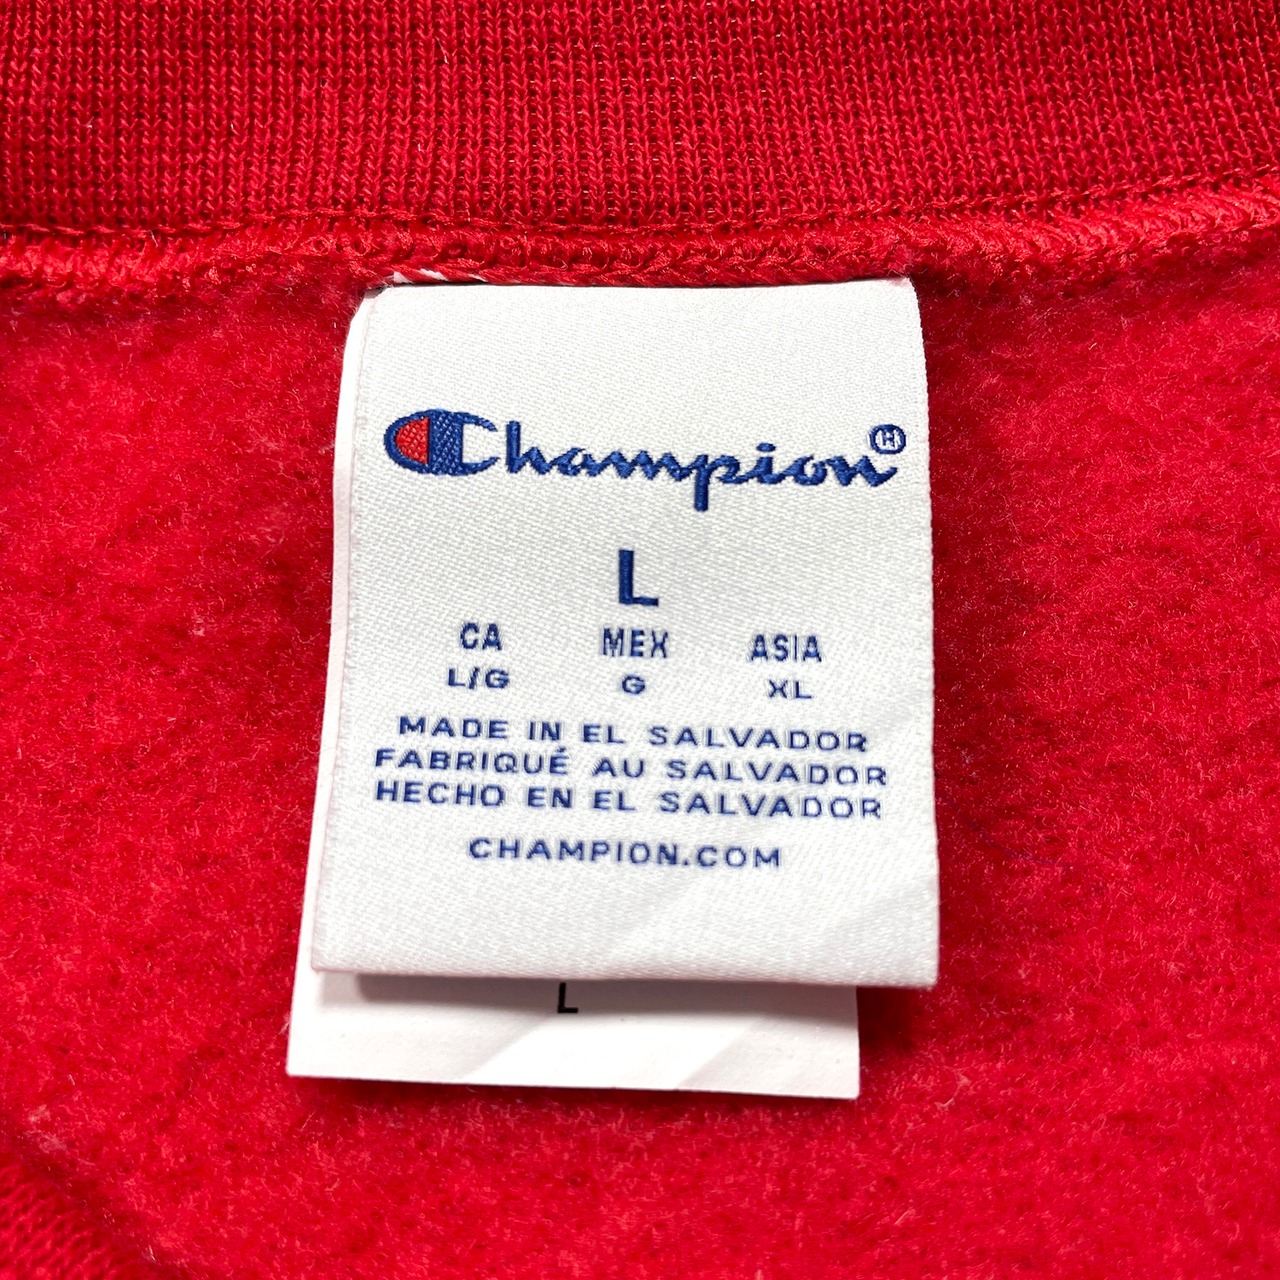 Champion®
L
CA MEX ASIA
L/G G XL
MADE IN EL SALVADOR
FABRIQUÉ AU SALVADOR
HECHO EN EL SALVADOR
CHAMPION.COM
L